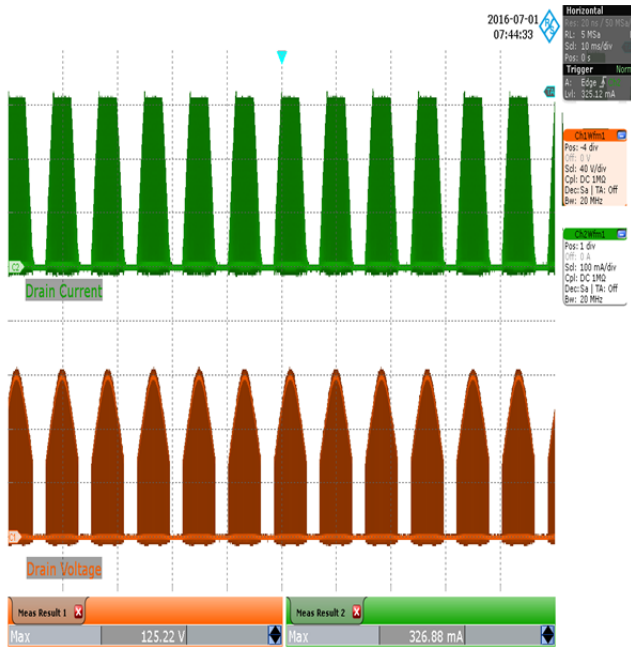 2016-07-01
07:44:33
Horizontal
Res: 20 ns / 50 MSa
RL: 5 MSa
Scl: 10 ms/div
Pos: 0 s
Trigger Norm
A: Edge
Lvl: 325.12 mA
Ch1Wfm1
Pos: -4 div
Off: 0 V
Scl: 40 V/div
Cpl: DC 1MΩ
Dec:Sa | TA: Off
Bw: 20 MHz
Ch2Wfm1
Pos: 1 div
Off: 0 A
Scl: 100 mA/div
Cpl: DC 1MΩ
Dec:Sa | TA: Off
Bw: 20 MHz
C2
Drain Current
C1
Drain Voltage
Meas Result 1
Meas Result 2
Max 125.22 V
Max 326.88 mA